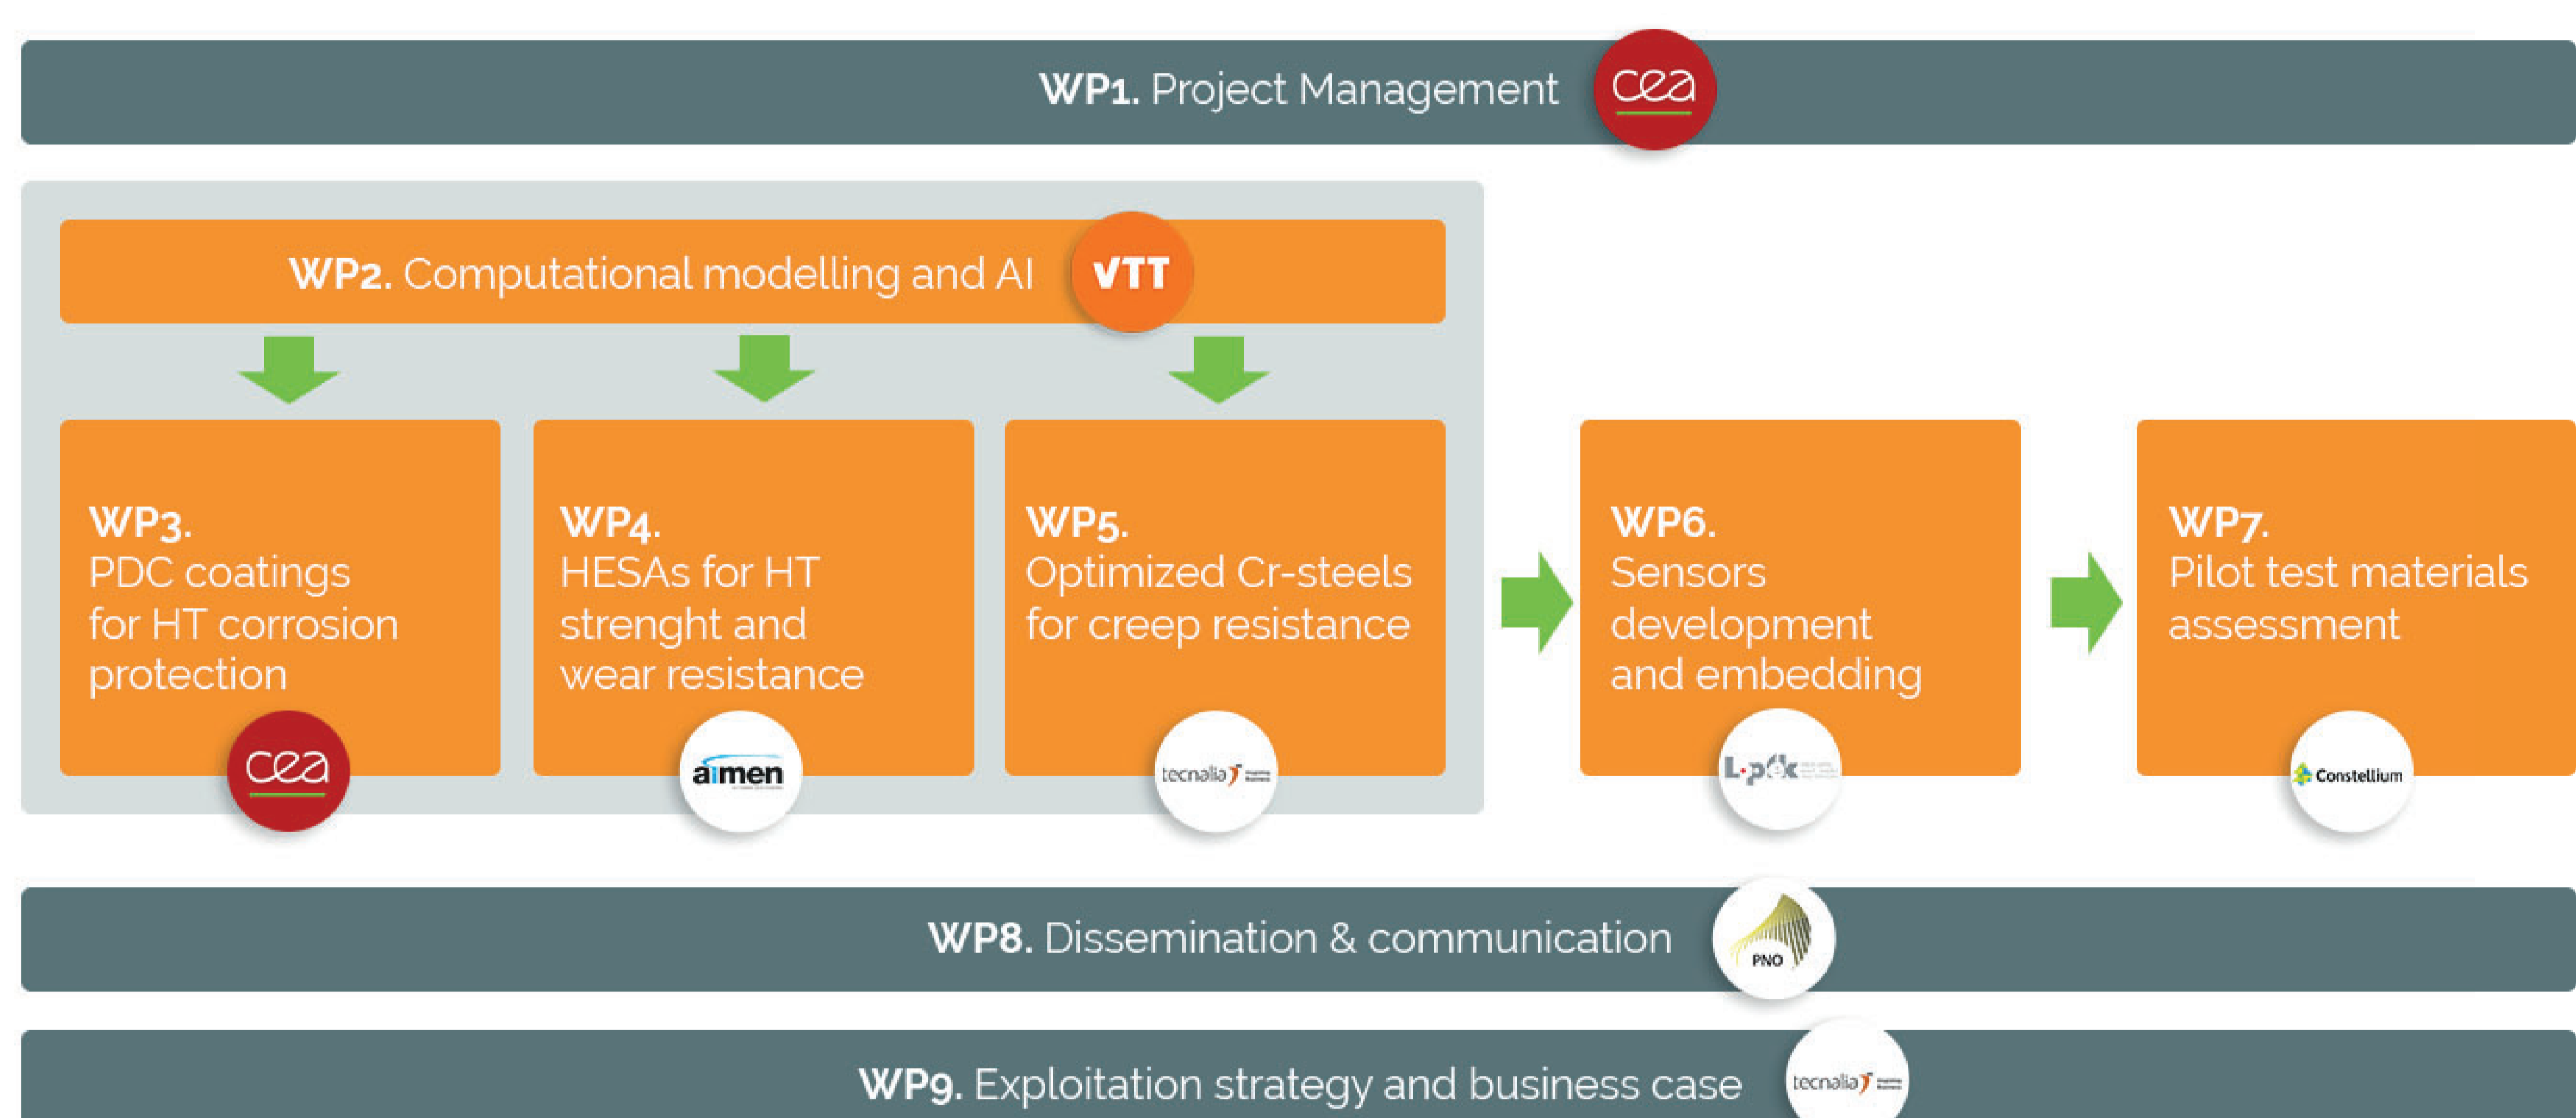 WP1. Project Management
cea
WP2. Computational modelling and AI
VTT
WP3.
PDC coatings
for HT corrosion
protection
cea
WP4.
HESAs for HT
strenght and
wear resistance
aimen
WP5.
Optimized Cr-steels
for creep resistance
tecnalia
WP6.
Sensors
development
and embedding
WP7.
Pilot test materials
assessment
Constellium
WP8. Dissemination & communication
PNO
WP9. Exploitation strategy and business case
tecnalia